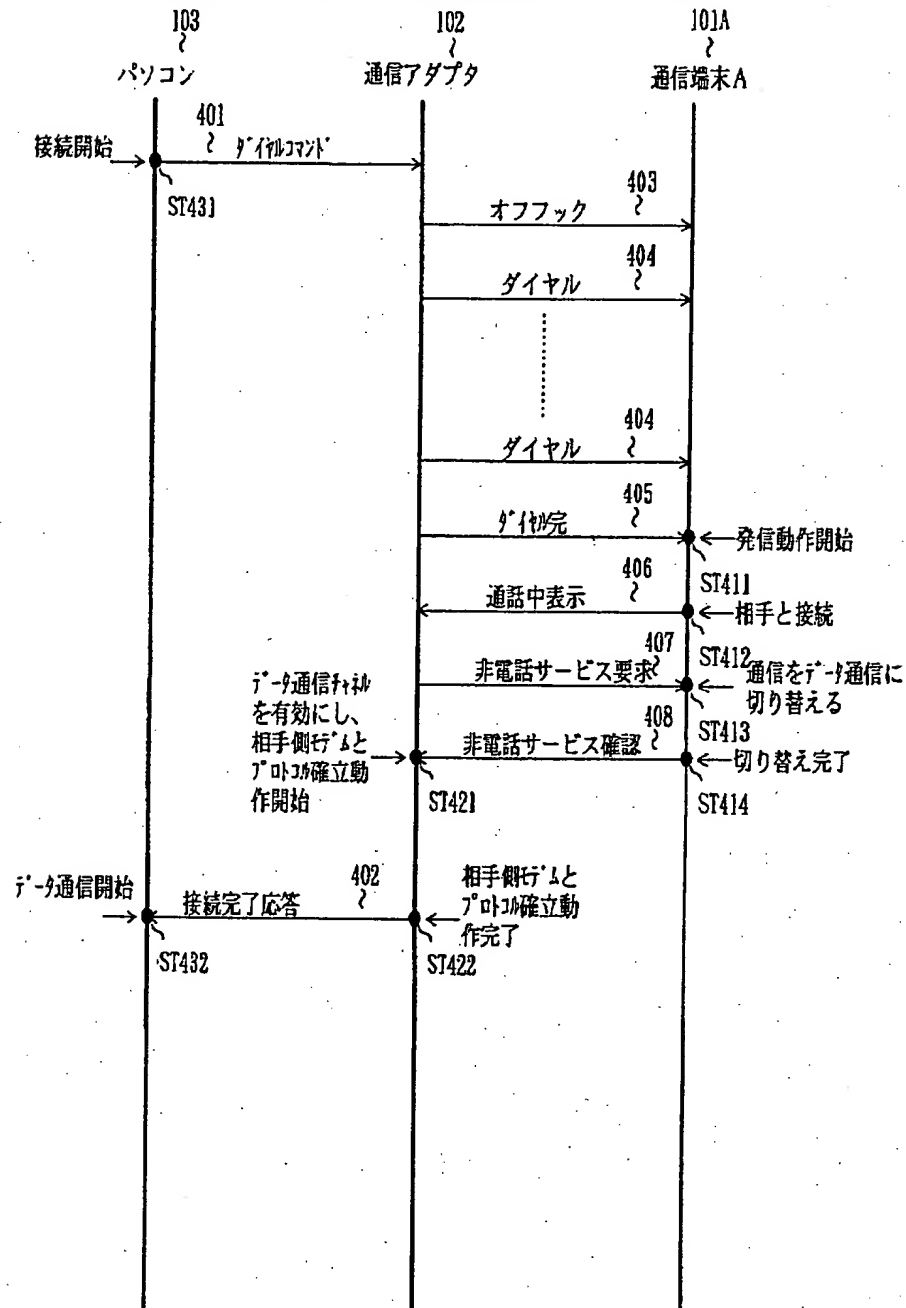 103
102
101A
パソコン
通信アダプタ
通信端末A
401
接続開始
ダイヤルコマンド
ST431
403
オフフック
404
ダイヤル
404
ダイヤル
405
ダイヤル完
発信動作開始
ST411
406
通話中表示
相手と接続
ST412
407
非電話サービス要求
通信をデータ通信に
切り替える
ST413
408
非電話サービス確認
切り替え完了
ST414
データ通信チャネル
を有効にし、
相手側モデムと
プロトコル確立動
作開始
ST421
データ通信開始
402
接続完了応答
相手側モデムと
プロトコル確立動
作完了
ST432
ST422